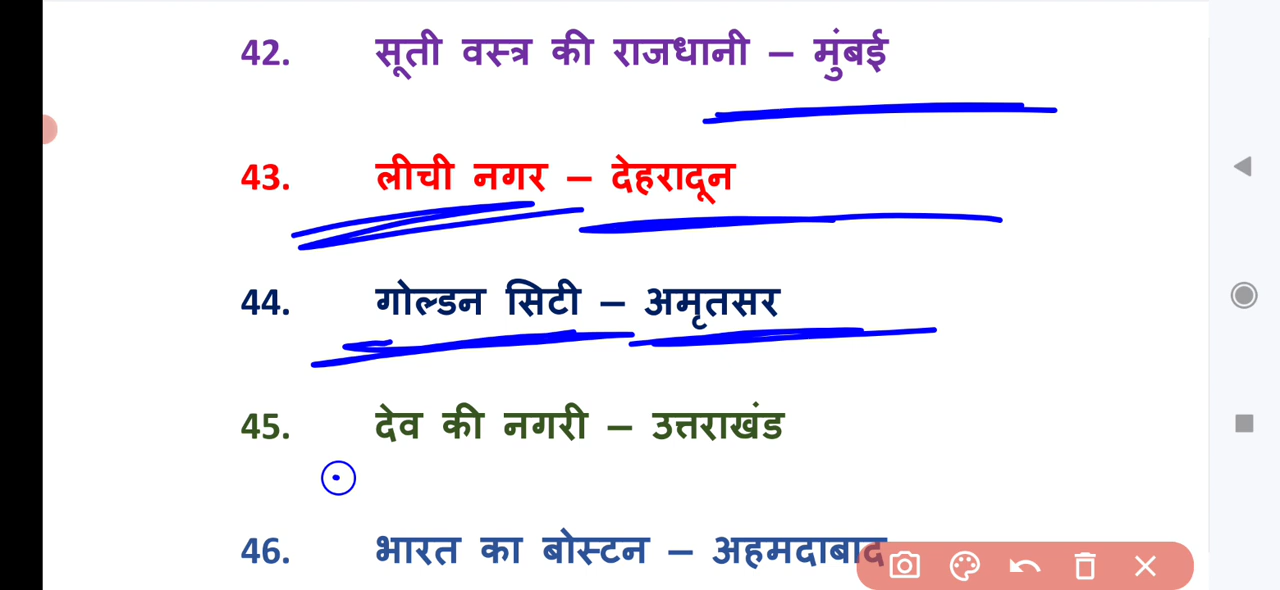 42. सूती वस्त्र की राजधानी – मुंबई
43. लीची नगर – देहरादून
44. गोल्डन सिटी – अमृतसर
45. देव की नगरी – उत्तराखंड
46. भारत का बोस्टन – अहमदाबाद